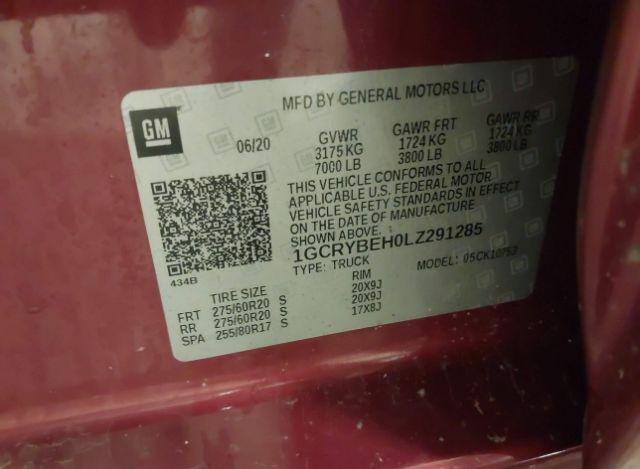 MFD BY GENERAL MOTORS LLC
GM
06/20
GVWR GAWR FRT GAWR RR
3175 KG 1724 KG 1724 KG
7000 LB 3800 LB 3800 LB
THIS VEHICLE CONFORMS TO ALL
APPLICABLE U.S. FEDERAL MOTOR
VEHICLE SAFETY STANDARDS IN EFFECT
ON THE DATE OF MANUFACTURE
SHOWN ABOVE.
1GCRYBEH0LZ291285
TYPE: TRUCK MODEL: 05CK10753
434B
TIRE SIZE RIM
FRT 275/60R20 S 20X9J
RR 275/60R20 S 20X9J
SPA 255/80R17 S 17X8J